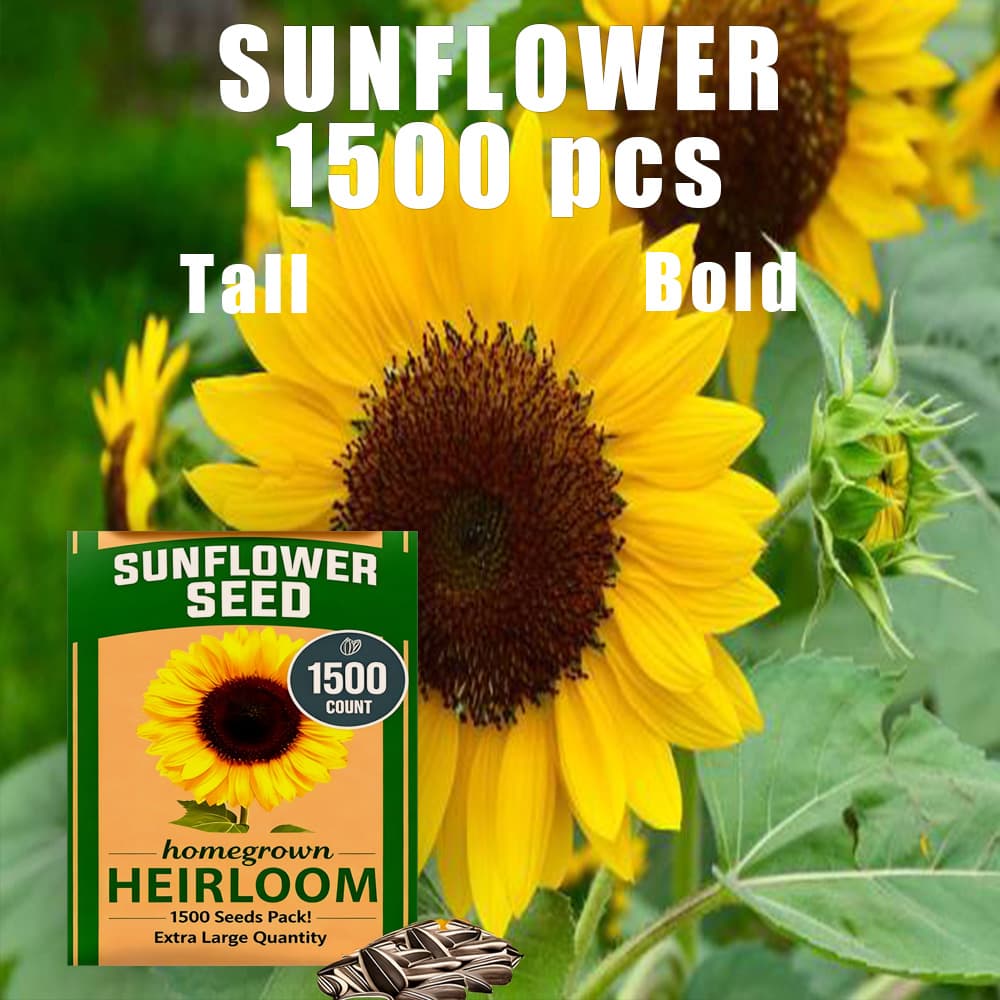 SUNFLOWER
1500 pcs
Tall Bold
SUNFLOWER
SEED
1500
COUNT
homegrown
HEIRLOOM
1500 Seeds Pack!
Extra Large Quantity